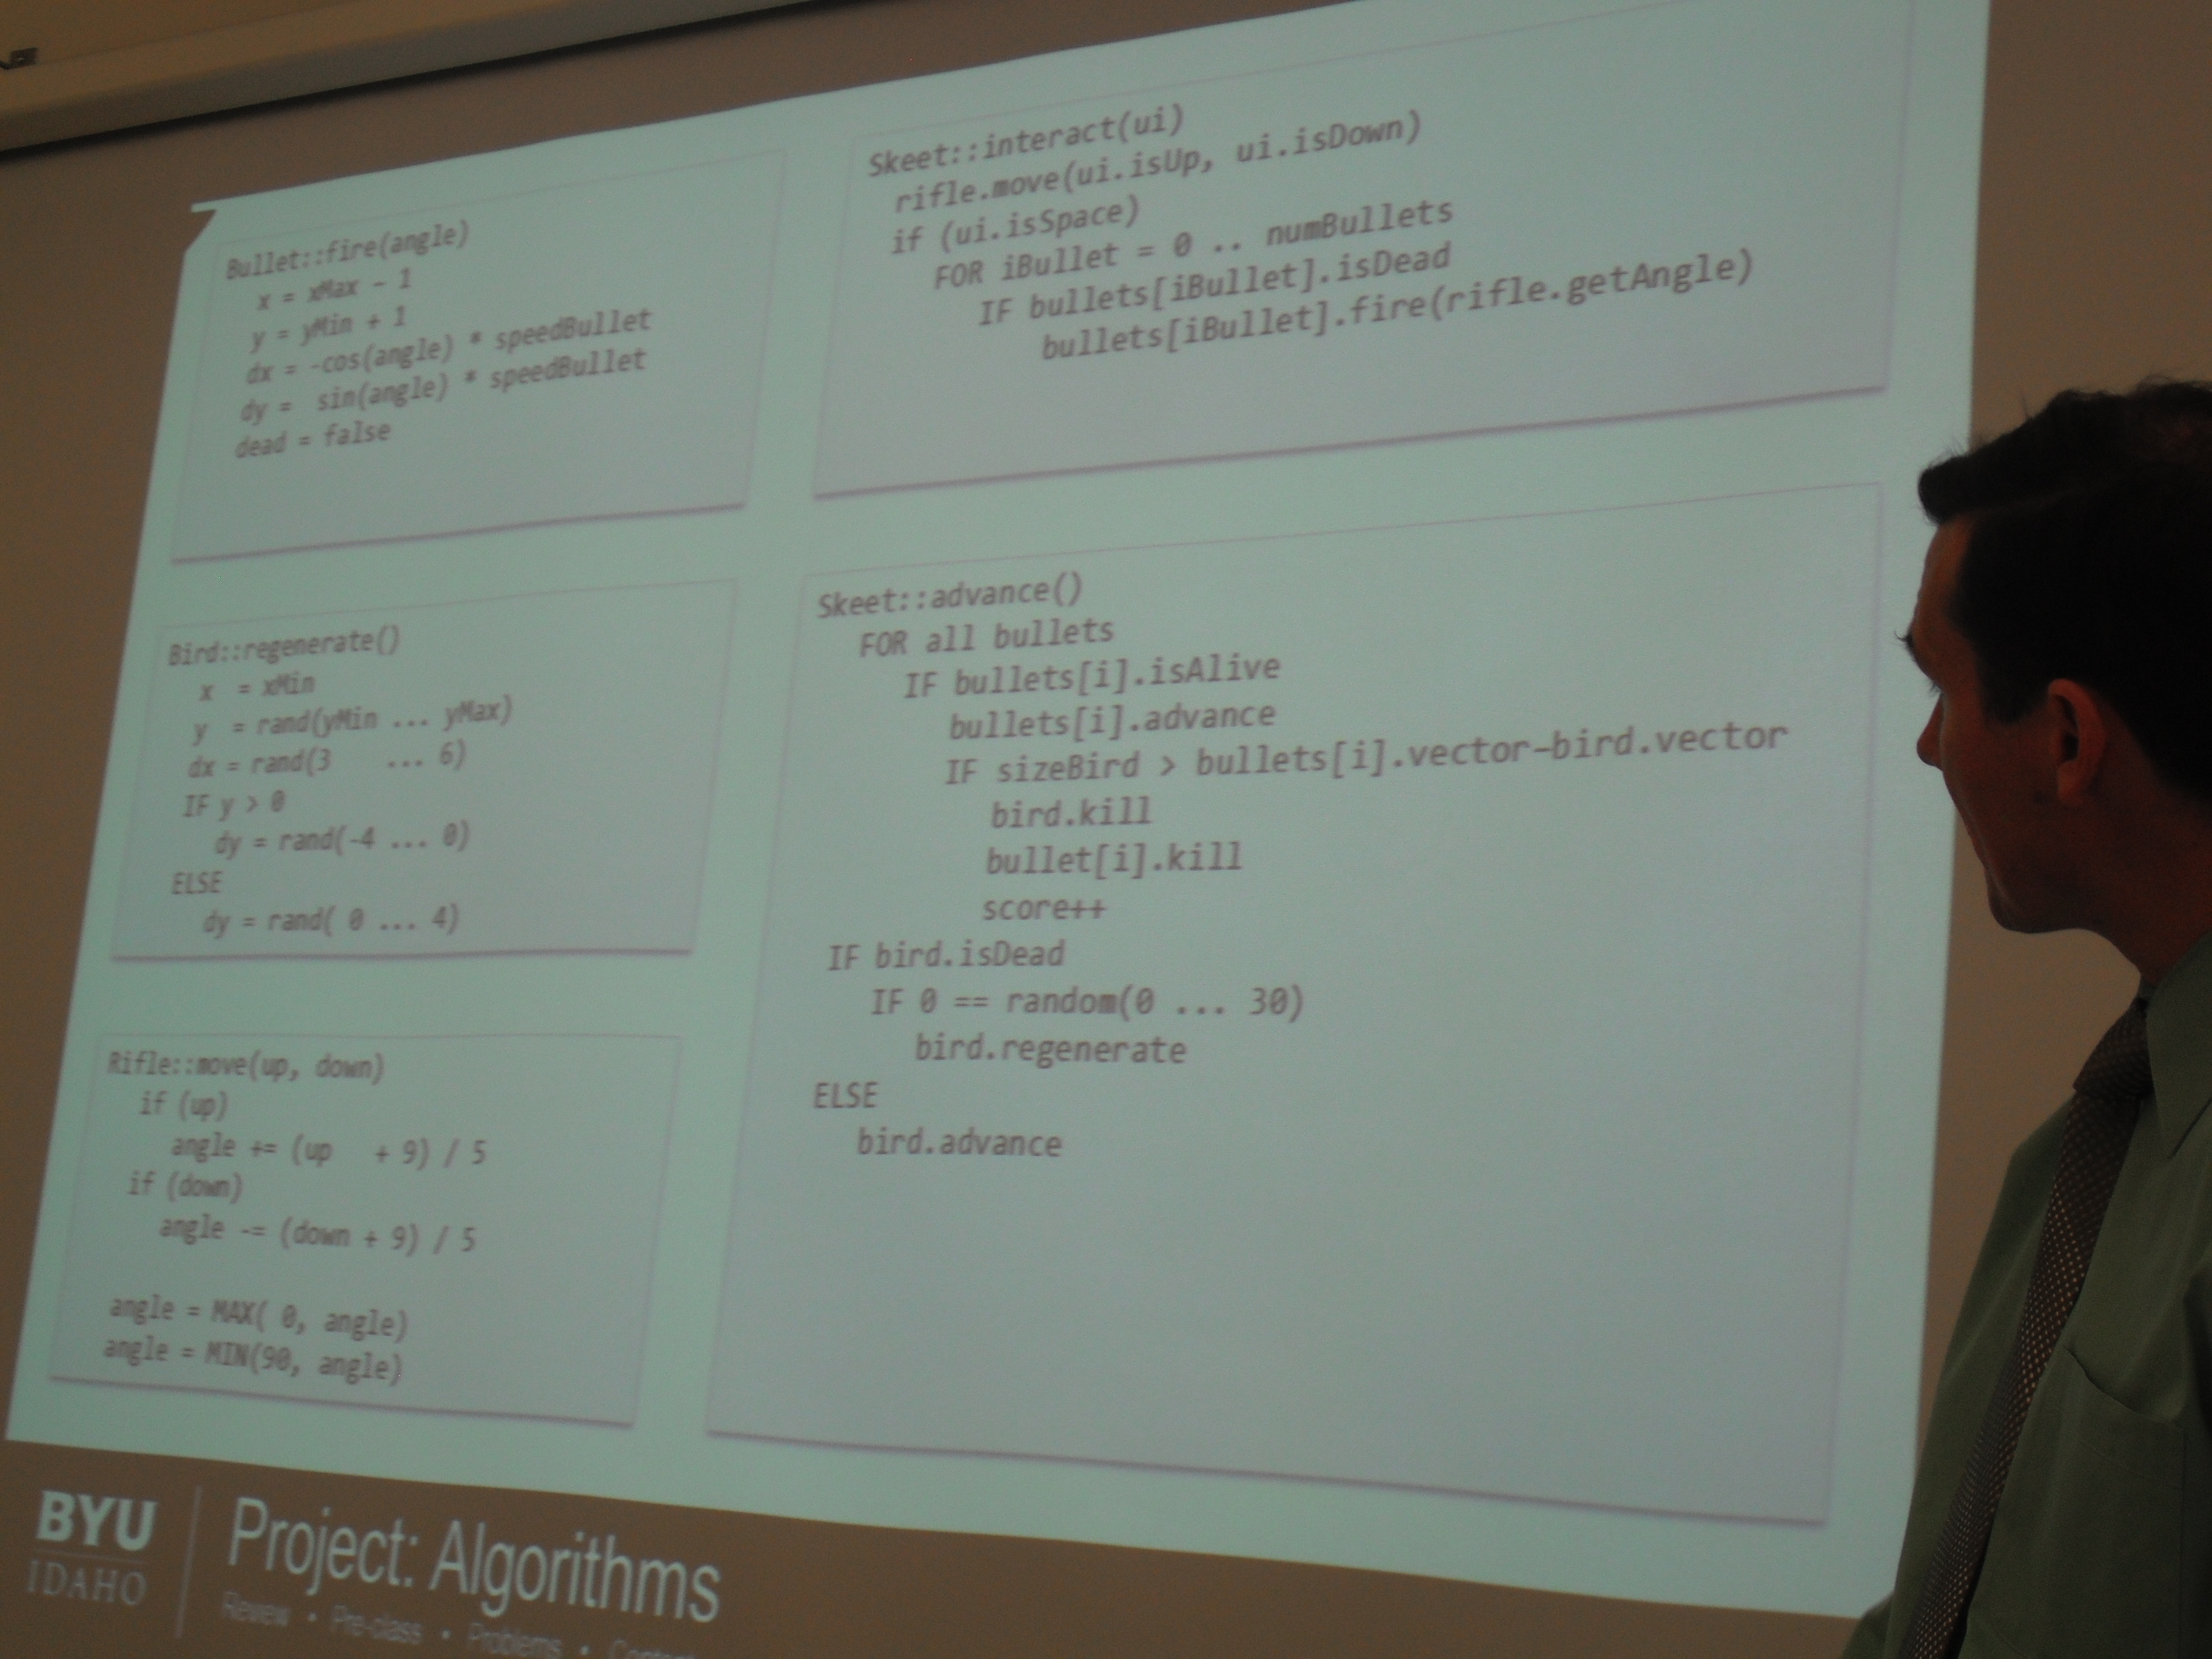 Bullet::fire(angle)
x = xMax - 1
y = yMin + 1
dx = -cos(angle) * speedBullet
dy = sin(angle) * speedBullet
dead = false
Skeet::interact(ui)
rifle.move(ui.isUp, ui.isDown)
if (ui.isSpace)
FOR iBullet = 0 .. numBullets
IF bullets[iBullet].isDead
bullets[iBullet].fire(rifle.getAngle)
Bird::regenerate()
x = xMin
y = rand(yMin ... yMax)
dx = rand(3 ... 6)
IF y > 0
dy = rand(-4 ... 0)
ELSE
dy = rand( 0 ... 4)
Rifle::move(up, down)
if (up)
angle += (up + 9) / 5
if (down)
angle -= (down + 9) / 5
angle = MAX( 0, angle)
angle = MIN(90, angle)
Skeet::advance()
FOR all bullets
IF bullets[i].isAlive
bullets[i].advance
IF sizeBird > bullets[i].vector-bird.vector
bird.kill
bullet[i].kill
score++
IF bird.isDead
IF 0 == random(0 ... 30)
bird.regenerate
ELSE
bird.advance
BYU
IDAHO
Project: Algorithms
Review • Pre-class • Problems •